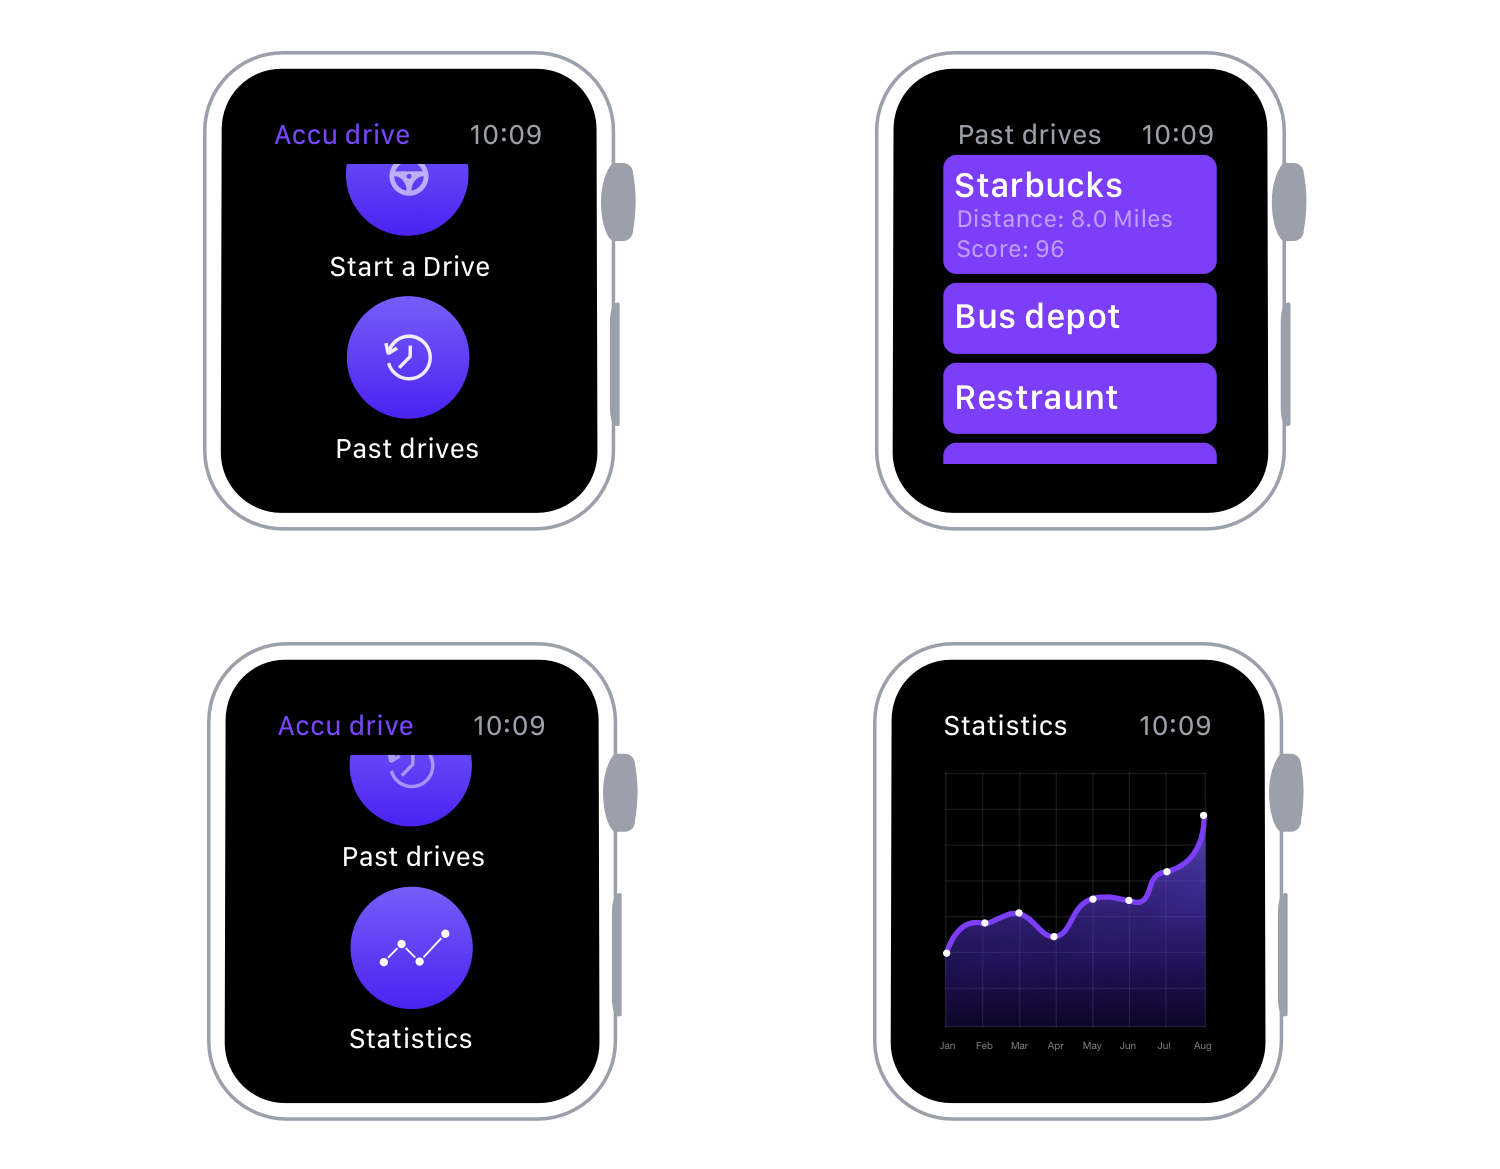 Accu drive 10:09
Start a Drive
Past drives
Past drives 10:09
Starbucks
Distance: 8.0 Miles
Score: 96
Bus depot
Restraunt
Accu drive 10:09
Past drives
Statistics
Statistics 10:09
Jan Feb Mar Apr May Jun Jul Aug